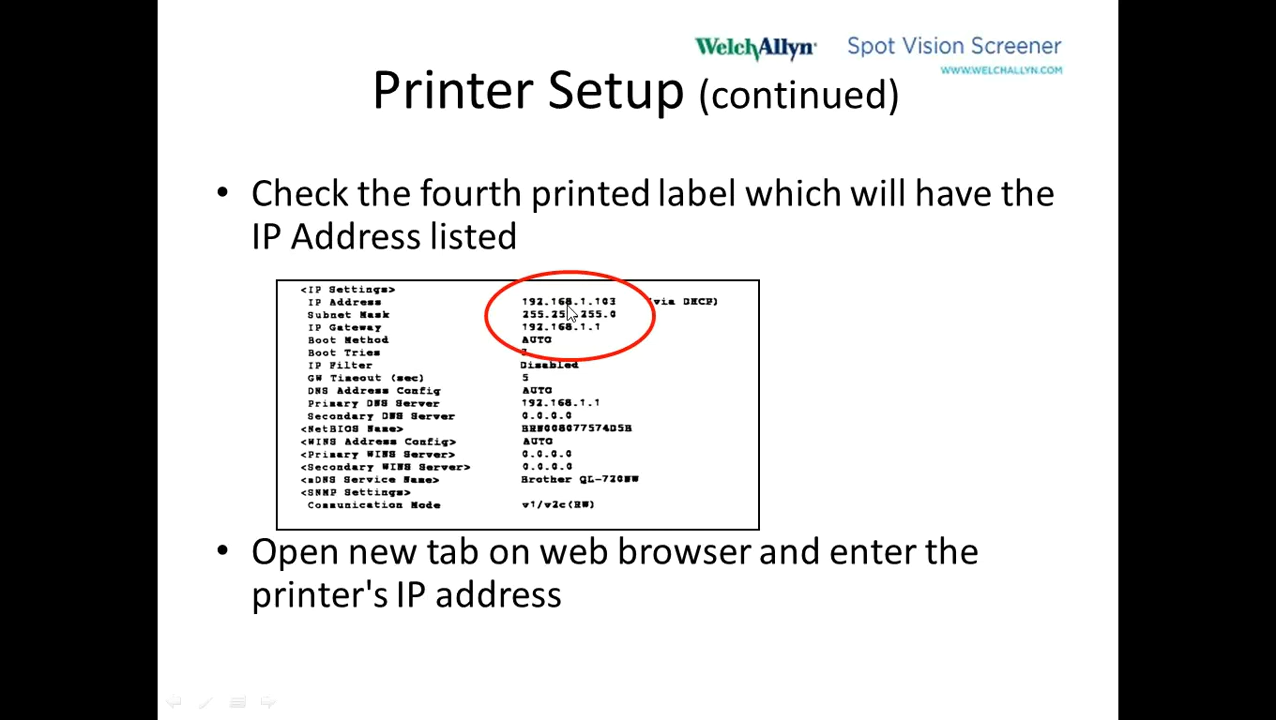 WelchAllyn® Spot Vision Screener
WWW.WELCHALLYN.COM
Printer Setup (continued)
• Check the fourth printed label which will have the
IP Address listed
<IP Settings>
IP Address 192.168.1.103 (via DHCP)
Subnet Mask 255.255.255.0
IP Gateway 192.168.1.1
Boot Method AUTO
Boot Tries 3
IP Filter Disabled
GW Timeout (sec) 5
DNS Address Config AUTO
Primary DNS Server 192.168.1.1
Secondary DNS Server 0.0.0.0
<NetBIOS Name> BRW008077574D5B
<WINS Address Config> AUTO
<Primary WINS Server> 0.0.0.0
<Secondary WINS Server> 0.0.0.0
<mDNS Service Name> Brother QL-720NW
<SNMP Settings>
Communication Mode v1/v2c(RW)
• Open new tab on web browser and enter the
printer's IP address